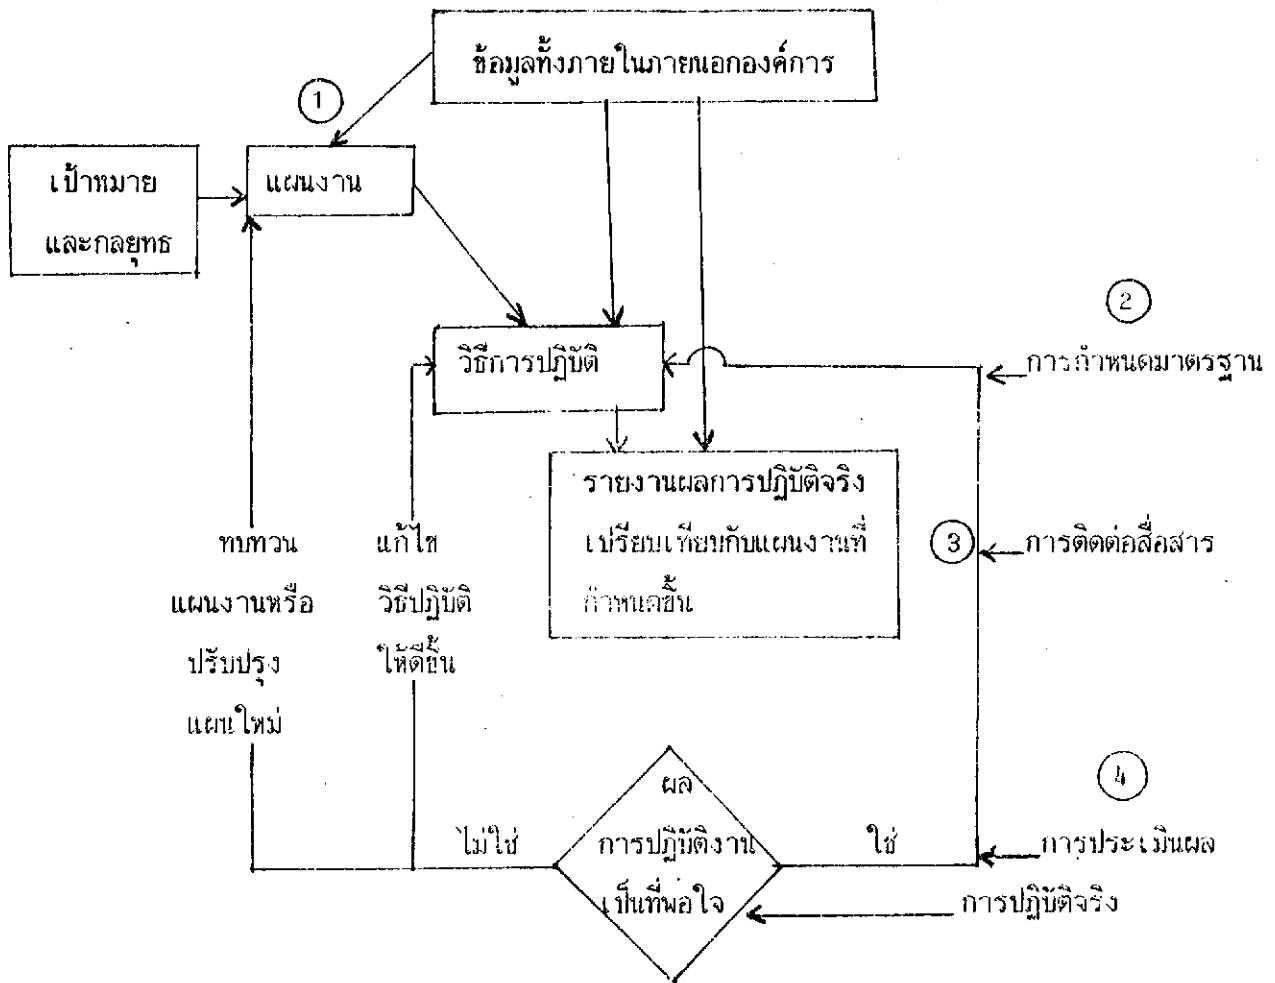 ข้อมูลทั้งภายในภายนอกองค์การ
1
เป้าหมาย
และกลยุทธ
แผนงาน
2
วิธีการปฏิบัติ
การกำหนดมาตรฐาน
รายงานผลการปฏิบัติจริง
เปรียบเทียบกับแผนงานที่
กำหนดขึ้น
3
การติดต่อสื่อสาร
ทบทวน
แผนงานหรือ
ปรับปรุง
แผนใหม่
แก้ไข
วิธีปฏิบัติ
ให้ดีขึ้น
4
ผล
การปฏิบัติงาน
เป็นที่พอใจ
ไม่ใช่
ใช่
การประเมินผล
การปฏิบัติจริง